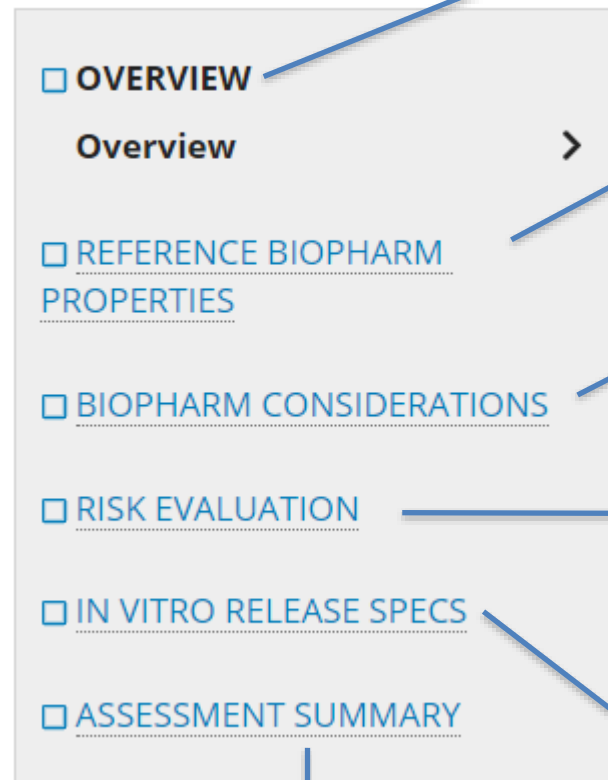 OVERVIEW
Overview
REFERENCE BIOPHARM
PROPERTIES
BIOPHARM CONSIDERATIONS
RISK EVALUATION
IN VITRO RELEASE SPECS
ASSESSMENT SUMMARY